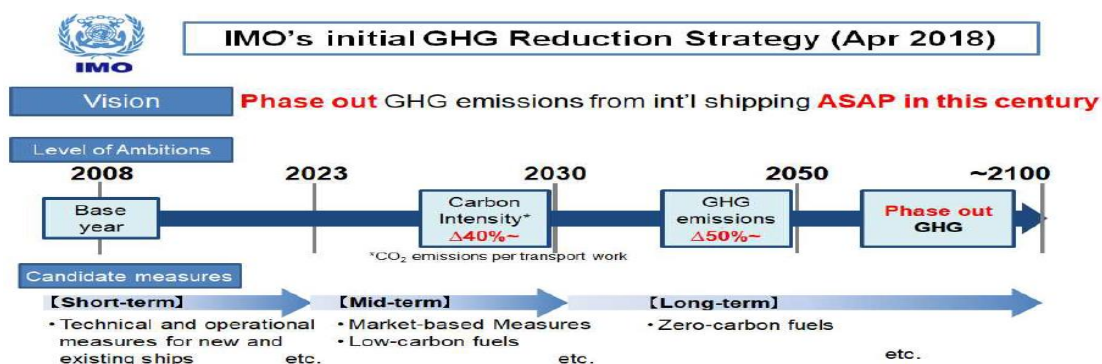 IMO
IMO's initial GHG Reduction Strategy (Apr 2018)
Vision
Phase out GHG emissions from int'l shipping ASAP in this century
Level of Ambitions
2008
2023
2030
2050
~2100
Base
year
Carbon
Intensity*
Δ40%~
GHG
emissions
Δ50%~
Phase out
GHG
*CO₂ emissions per transport work
Candidate measures
【Short-term】
・Technical and operational
measures for new and
existing ships etc.
【Mid-term】
・Market-based Measures
・Low-carbon fuels
etc.
【Long-term】
・Zero-carbon fuels
etc.